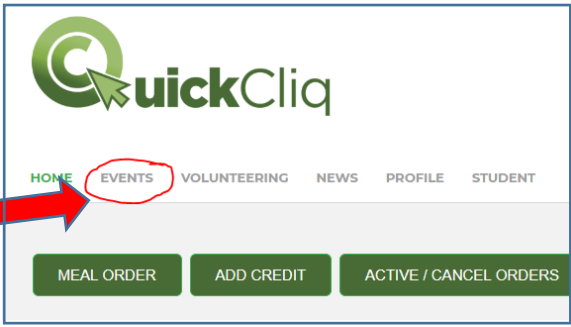 QuickCliq
HOME EVENTS VOLUNTEERING NEWS PROFILE STUDENT
MEAL ORDER ADD CREDIT ACTIVE / CANCEL ORDERS